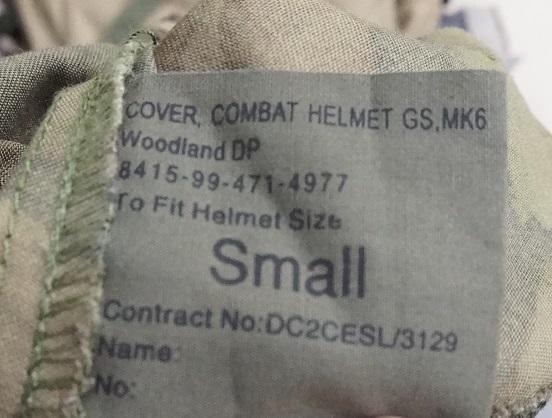 COVER, COMBAT HELMET GS,MK6
Woodland DP
8415-99-471-4977
To Fit Helmet Size
Small
Contract No:DC2CESL/3129
Name:
No: